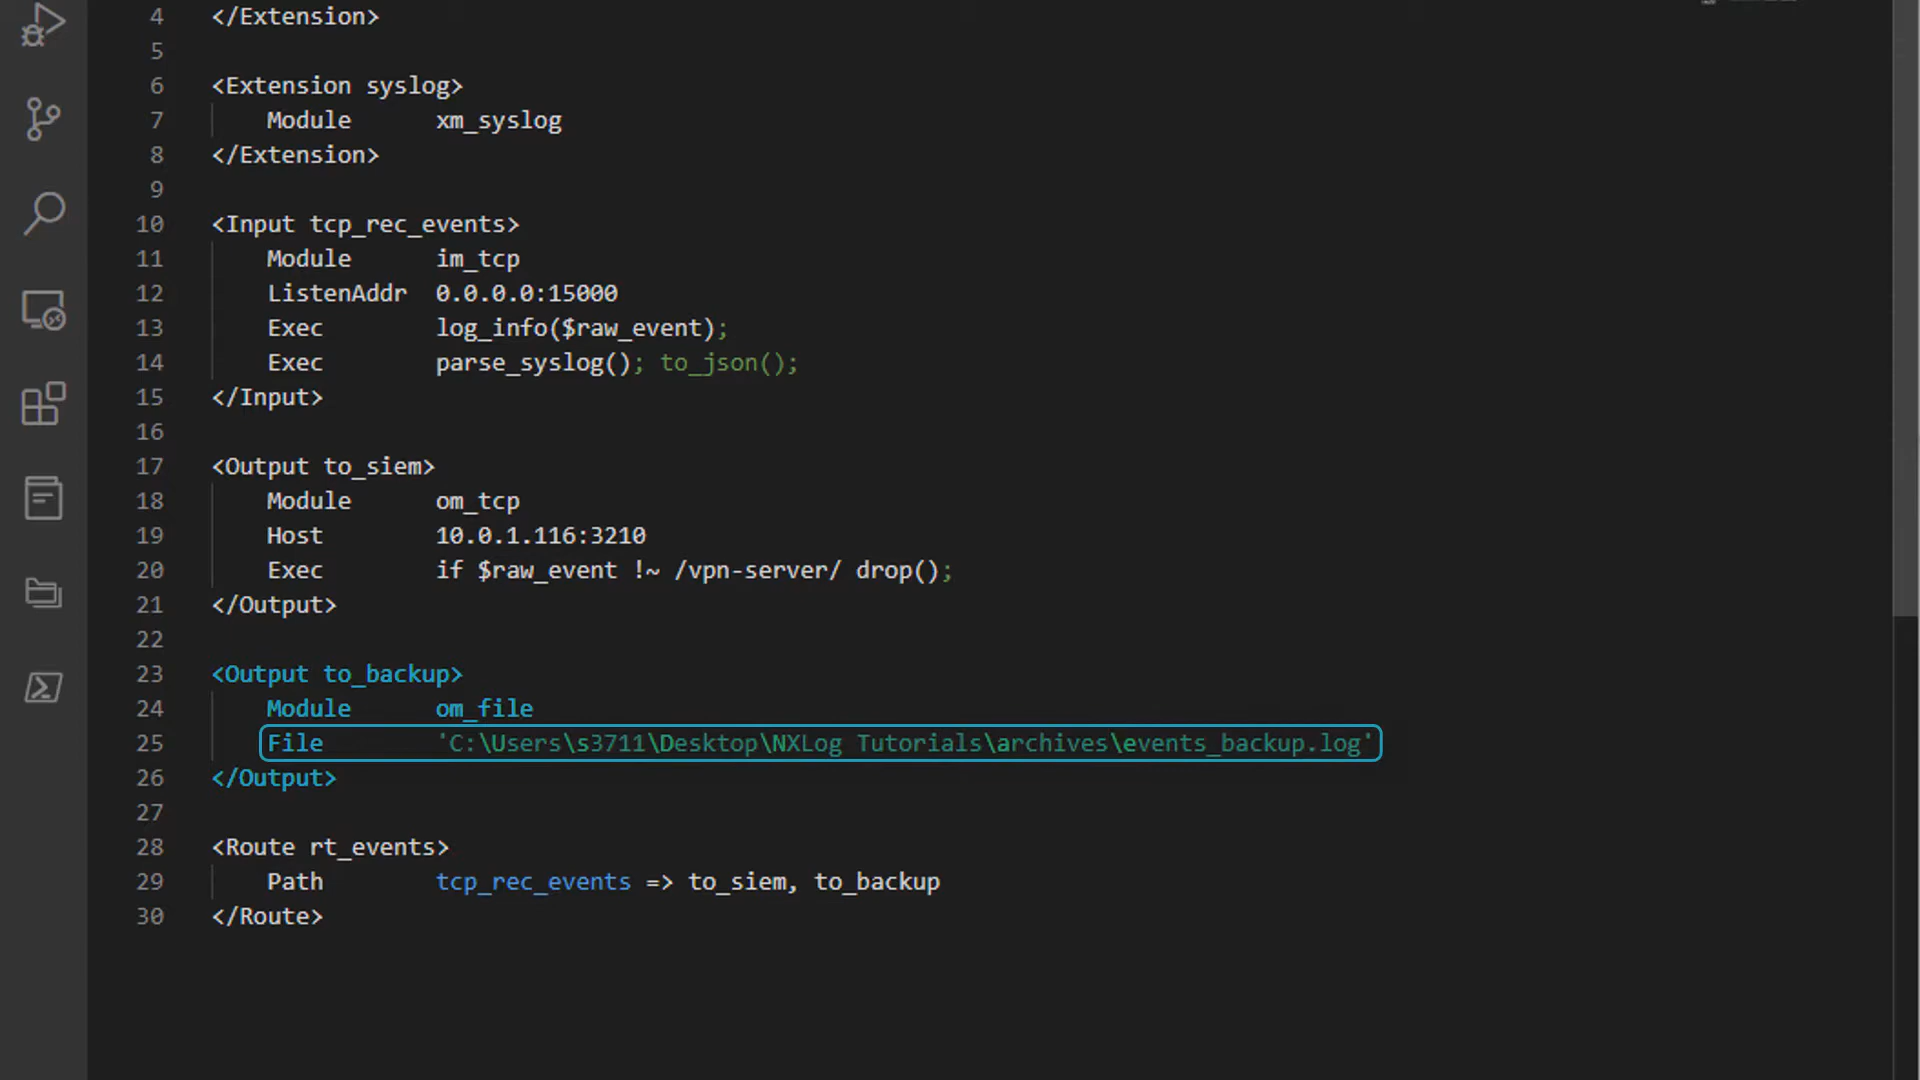 4 </Extension>
5
6 <Extension syslog>
7 Module xm_syslog
8 </Extension>
9
10 <Input tcp_rec_events>
11 Module im_tcp
12 ListenAddr 0.0.0.0:15000
13 Exec log_info($raw_event);
14 Exec parse_syslog(); to_json();
15 </Input>
16
17 <Output to_siem>
18 Module om_tcp
19 Host 10.0.1.116:3210
20 Exec if $raw_event !~ /vpn-server/ drop();
21 </Output>
22
23 <Output to_backup>
24 Module om_file
25 File 'C:\Users\s3711\Desktop\NXLog Tutorials\archives\events_backup.log'
26 </Output>
27
28 <Route rt_events>
29 Path tcp_rec_events => to_siem, to_backup
30 </Route>